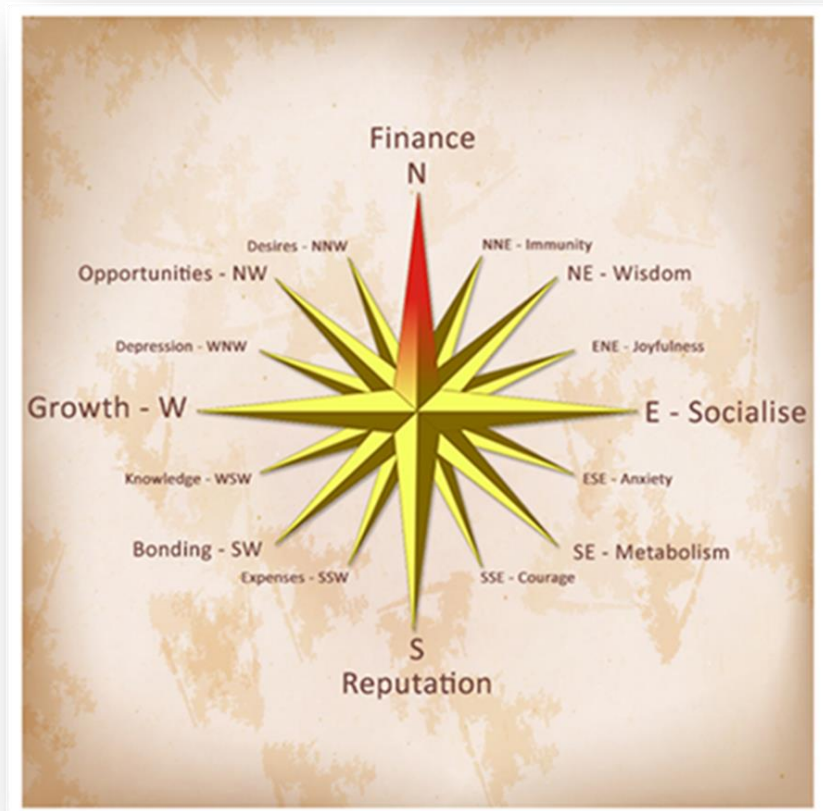 Finance
N
Desires - NNW
NNE - Immunity
Opportunities - NW
NE - Wisdom
Depression - WNW
ENE - Joyfulness
Growth - W
E - Socialise
Knowledge - WSW
ESE - Anxiety
Bonding - SW
SE - Metabolism
Expenses - SSW
SSE - Courage
S
Reputation